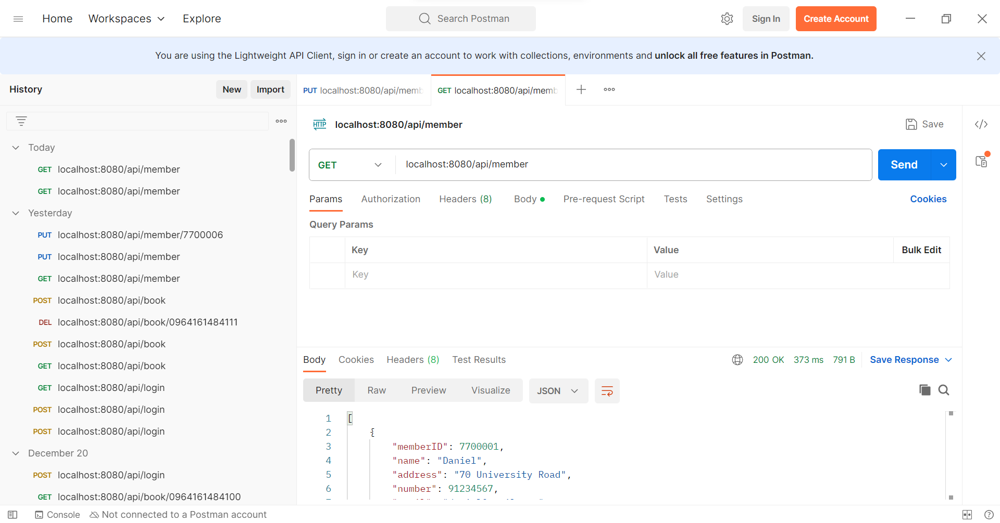 Home Workspaces Explore Search Postman Sign In Create Account
You are using the Lightweight API Client, sign in or create an account to work with collections, environments and unlock all free features in Postman.
History New Import
Today
GET localhost:8080/api/member
GET localhost:8080/api/member
Yesterday
PUT localhost:8080/api/member/7700006
PUT localhost:8080/api/member
GET localhost:8080/api/member
POST localhost:8080/api/book
DEL localhost:8080/api/book/0964161484111
POST localhost:8080/api/book
GET localhost:8080/api/book
GET localhost:8080/api/login
POST localhost:8080/api/login
POST localhost:8080/api/login
December 20
POST localhost:8080/api/login
GET localhost:8080/api/book/0964161484100
PUT localhost:8080/api/memb GET localhost:8080/api/memb
HTTP localhost:8080/api/member Save
GET localhost:8080/api/member Send
Params Authorization Headers (8) Body Pre-request Script Tests Settings Cookies
Query Params
Key Value Bulk Edit
Key Value
Body Cookies Headers (8) Test Results 200 OK 373 ms 791 B Save Response
Pretty Raw Preview Visualize JSON
1 [
2 {
3 "memberID": 7700001,
4 "name": "Daniel",
5 "address": "70 University Road",
6 "number": 91234567,
Console Not connected to a Postman account